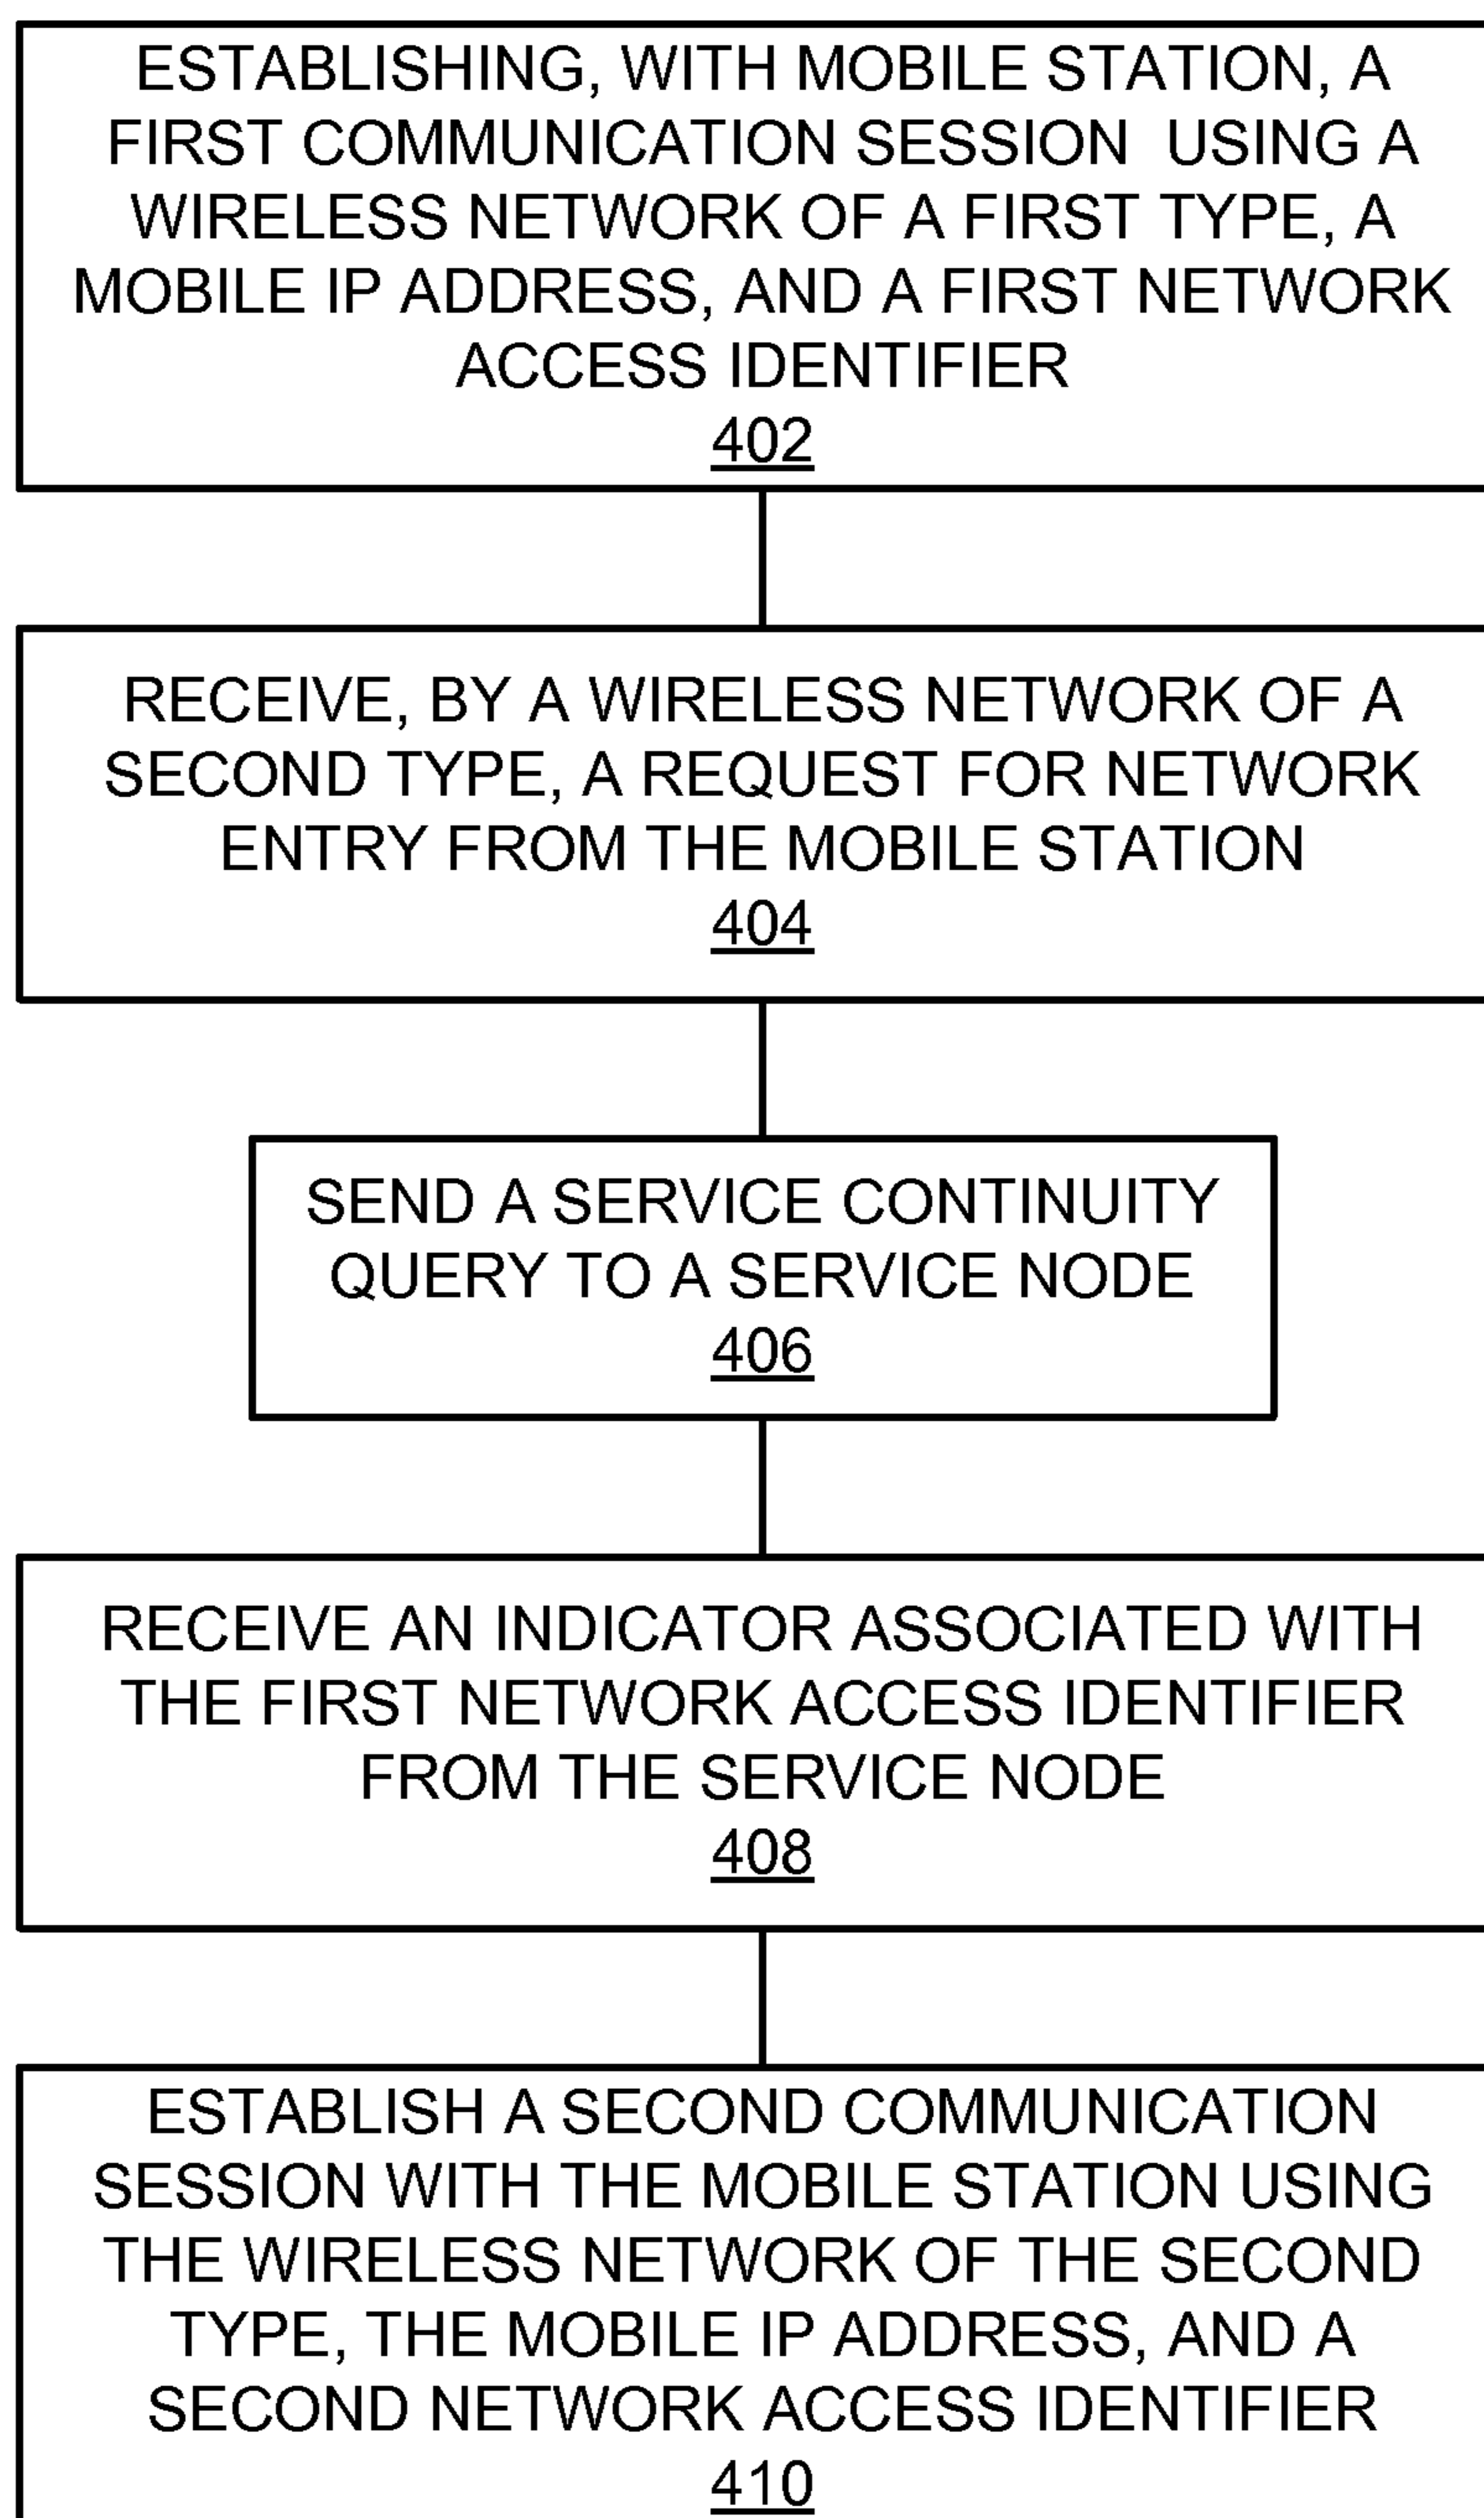 ESTABLISHING, WITH MOBILE STATION, A
FIRST COMMUNICATION SESSION USING A
WIRELESS NETWORK OF A FIRST TYPE, A
MOBILE IP ADDRESS, AND A FIRST NETWORK
ACCESS IDENTIFIER
402
RECEIVE, BY A WIRELESS NETWORK OF A
SECOND TYPE, A REQUEST FOR NETWORK
ENTRY FROM THE MOBILE STATION
404
SEND A SERVICE CONTINUITY
QUERY TO A SERVICE NODE
406
RECEIVE AN INDICATOR ASSOCIATED WITH
THE FIRST NETWORK ACCESS IDENTIFIER
FROM THE SERVICE NODE
408
ESTABLISH A SECOND COMMUNICATION
SESSION WITH THE MOBILE STATION USING
THE WIRELESS NETWORK OF THE SECOND
TYPE, THE MOBILE IP ADDRESS, AND A
SECOND NETWORK ACCESS IDENTIFIER
410